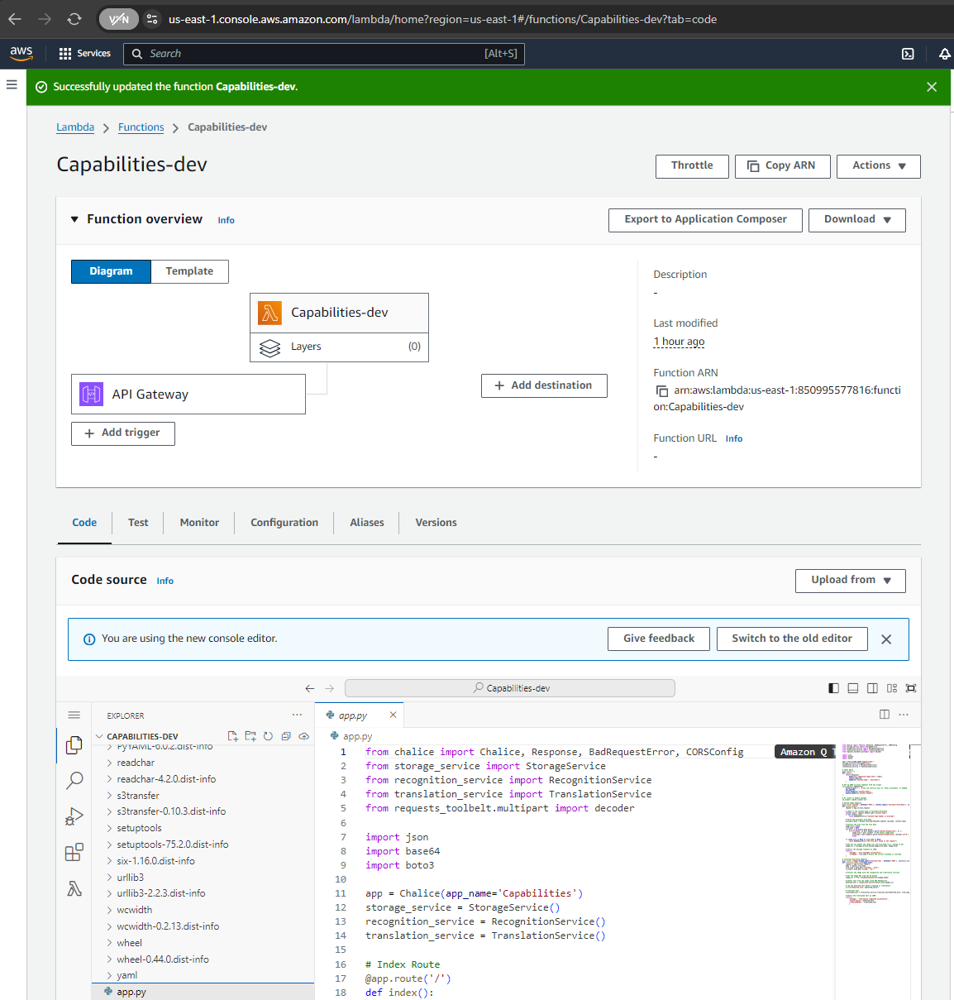 VPN us-east-1.console.aws.amazon.com/lambda/home?region=us-east-1#/functions/Capabilities-dev?tab=code
aws Services Search [Alt+S]
Successfully updated the function Capabilities-dev.
Lambda Functions Capabilities-dev
Capabilities-dev
Throttle Copy ARN Actions
Function overview Info
Export to Application Composer Download
Diagram Template
Capabilities-dev
Layers (0)
API Gateway
Add trigger
Add destination
Description
-
Last modified
1 hour ago
Function ARN
arn:aws:lambda:us-east-1:850995577816:functi
on:Capabilities-dev
Function URL Info
-
Code Test Monitor Configuration Aliases Versions
Code source Info
Upload from
You are using the new console editor.
Give feedback Switch to the old editor
Capabilities-dev
EXPLORER
CAPABILITIES-DEV
PyYAML-6.0.2.dist-info
readchar
readchar-4.2.0.dist-info
s3transfer
s3transfer-0.10.3.dist-info
setuptools
setuptools-75.2.0.dist-info
six-1.16.0.dist-info
urllib3
urllib3-2.2.3.dist-info
wcwidth
wcwidth-0.2.13.dist-info
wheel
wheel-0.44.0.dist-info
yaml
app.py
app.py
app.py
1 from chalice import Chalice, Response, BadRequestError, CORSConfig
Amazon Q
2 from storage_service import StorageService
3 from recognition_service import RecognitionService
4 from translation_service import TranslationService
5 from requests_toolbelt.multipart import decoder
6
7 import json
8 import base64
9 import boto3
10
11 app = Chalice(app_name='Capabilities')
12 storage_service = StorageService()
13 recognition_service = RecognitionService()
14 translation_service = TranslationService()
15
16 # Index Route
17 @app.route('/')
18 def index():